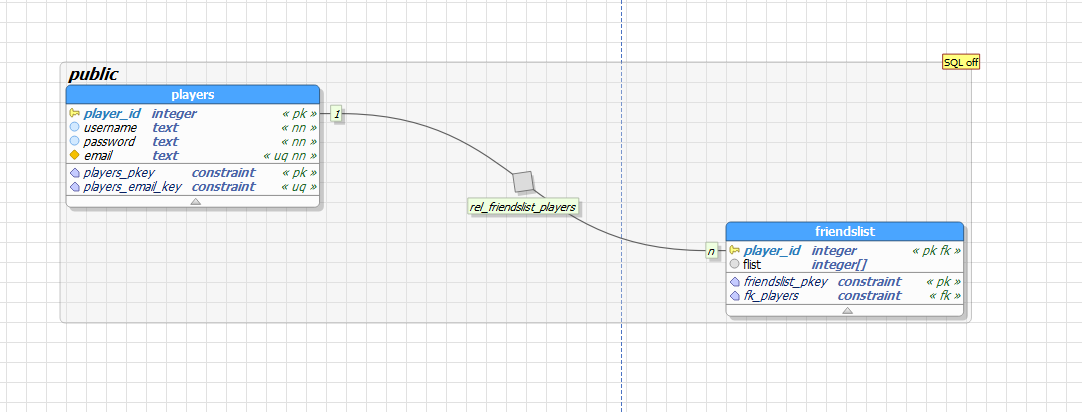 public
SQL off
players
player_id integer « pk »
username text « nn »
password text « nn »
email text « uq nn »
players_pkey constraint « pk »
players_email_key constraint « uq »
1
rel_friendslist_players
n
friendslist
player_id integer « pk fk »
flist integer[]
friendslist_pkey constraint « pk »
fk_players constraint « fk »